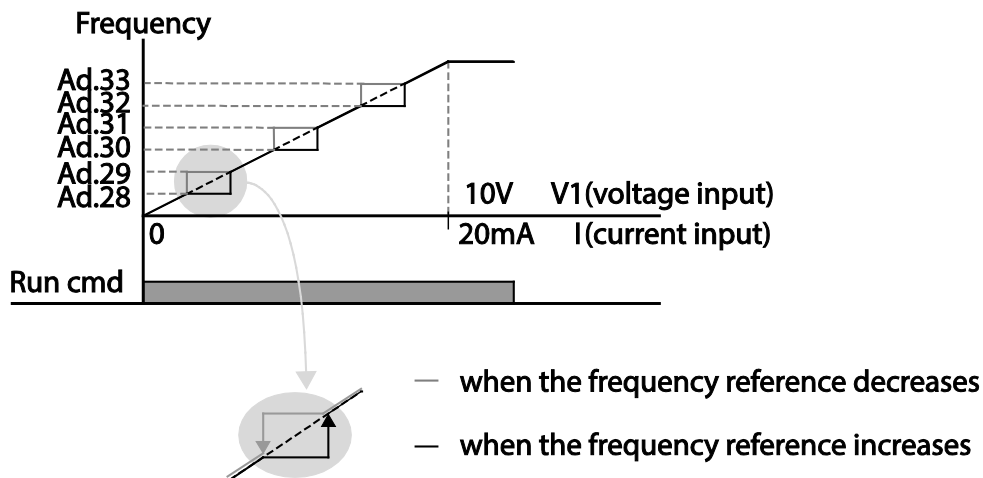 Frequency
Ad.33
Ad.32
Ad.31
Ad.30
Ad.29
Ad.28
10V V1(voltage input)
0 20mA I(current input)
Run cmd
when the frequency reference decreases
when the frequency reference increases